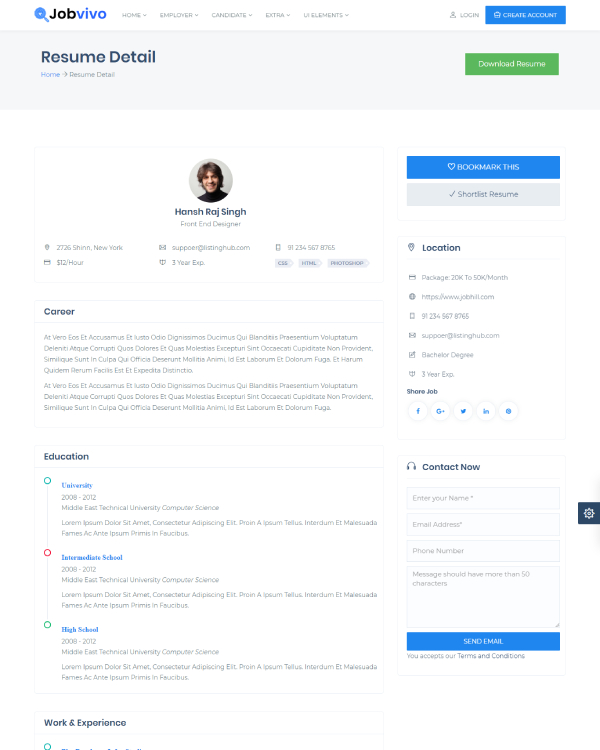 Jobvivo
HOME EMPLOYER CANDIDATE EXTRA UI ELEMENTS
LOGIN CREATE ACCOUNT
Resume Detail
Home Resume Detail
Download Resume
Hansh Raj Singh
Front End Designer
2726 Shinn, New York suppoer@listinghub.com 91 234 567 8765
$12/Hour 3 Year Exp. CSS HTML PHOTOSHOP
Career
At Vero Eos Et Accusamus Et Iusto Odio Dignissimos Ducimus Qui Blanditiis Praesentium Voluptatum
Deleniti Atque Corrupti Quos Dolores Et Quas Molestias Excepturi Sint Occaecati Cupiditate Non Provident,
Similique Sunt In Culpa Qui Officia Deserunt Mollitia Animi, Id Est Laborum Et Dolorum Fuga. Et Harum
Quidem Rerum Facilis Est Et Expedita Distinctio.
At Vero Eos Et Accusamus Et Iusto Odio Dignissimos Ducimus Qui Blanditiis Praesentium Voluptatum
Deleniti Atque Corrupti Quos Dolores Et Quas Molestias Excepturi Sint Occaecati Cupiditate Non Provident,
Similique Sunt In Culpa Qui Officia Deserunt Mollitia Animi, Id Est Laborum Et Dolorum Fuga.
Education
University
2008 - 2012
Middle East Technical University Computer Science
Lorem Ipsum Dolor Sit Amet, Consectetur Adipiscing Elit. Proin A Ipsum Tellus. Interdum Et Malesuada
Fames Ac Ante Ipsum Primis In Faucibus.
Intermediate School
2008 - 2012
Middle East Technical University Computer Science
Lorem Ipsum Dolor Sit Amet, Consectetur Adipiscing Elit. Proin A Ipsum Tellus. Interdum Et Malesuada
Fames Ac Ante Ipsum Primis In Faucibus.
High School
2008 - 2012
Middle East Technical University Computer Science
Lorem Ipsum Dolor Sit Amet, Consectetur Adipiscing Elit. Proin A Ipsum Tellus. Interdum Et Malesuada
Fames Ac Ante Ipsum Primis In Faucibus.
Work & Experience
BOOKMARK THIS
Shortlist Resume
Location
Package: 20K To 50K/Month
https://www.jobhill.com
91 234 567 8765
suppoer@listinghub.com
Bachelor Degree
3 Year Exp.
Share Job
Contact Now
Enter your Name *
Email Address*
Phone Number
Message should have more than 50
characters
SEND EMAIL
You accepts our Terms and Conditions